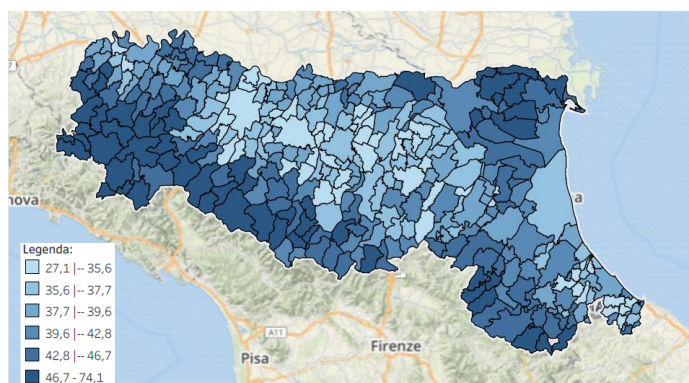 nova
a
Legenda:
27,1 |-- 35,6
35,6 |-- 37,7
37,7 |-- 39,6
39,6 |-- 42,8
42,8 |-- 46,7
46,7 - 74,1
A11
Pisa
Firenze